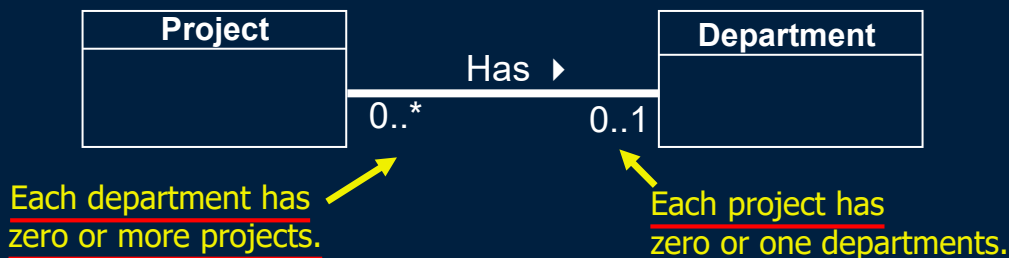 Project
Department
Has
0..*
0..1
Each department has
zero or more projects.
Each project has
zero or one departments.